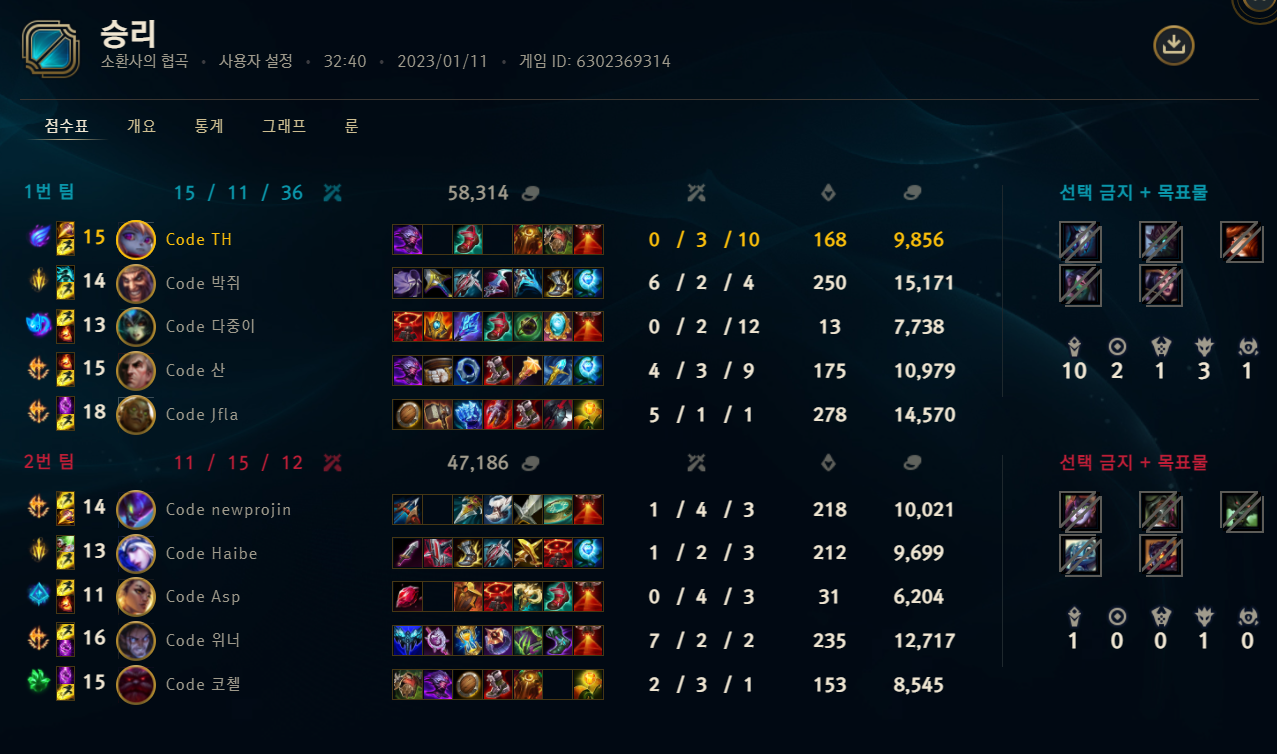 승리
소환사의 협곡 • 사용자 설정 • 32:40 • 2023/01/11 • 게임 ID: 6302369314
점수표 개요 통계 그래프 룬
1번 팀 15 / 11 / 36 58,314 선택 금지 + 목표물
15 Code TH 0 / 3 / 10 168 9,856
14 Code 박쥐 6 / 2 / 4 250 15,171
13 Code 다중이 0 / 2 / 12 13 7,738
15 Code 산 4 / 3 / 9 175 10,979
10 2 1 3 1
18 Code Jfla 5 / 1 / 1 278 14,570
2번 팀 11 / 15 / 12 47,186 선택 금지 + 목표물
14 Code newprojin 1 / 4 / 3 218 10,021
13 Code Haibe 1 / 2 / 3 212 9,699
11 Code Asp 0 / 4 / 3 31 6,204
16 Code 위너 7 / 2 / 2 235 12,717
1 0 0 1 0
15 Code 코첼 2 / 3 / 1 153 8,545